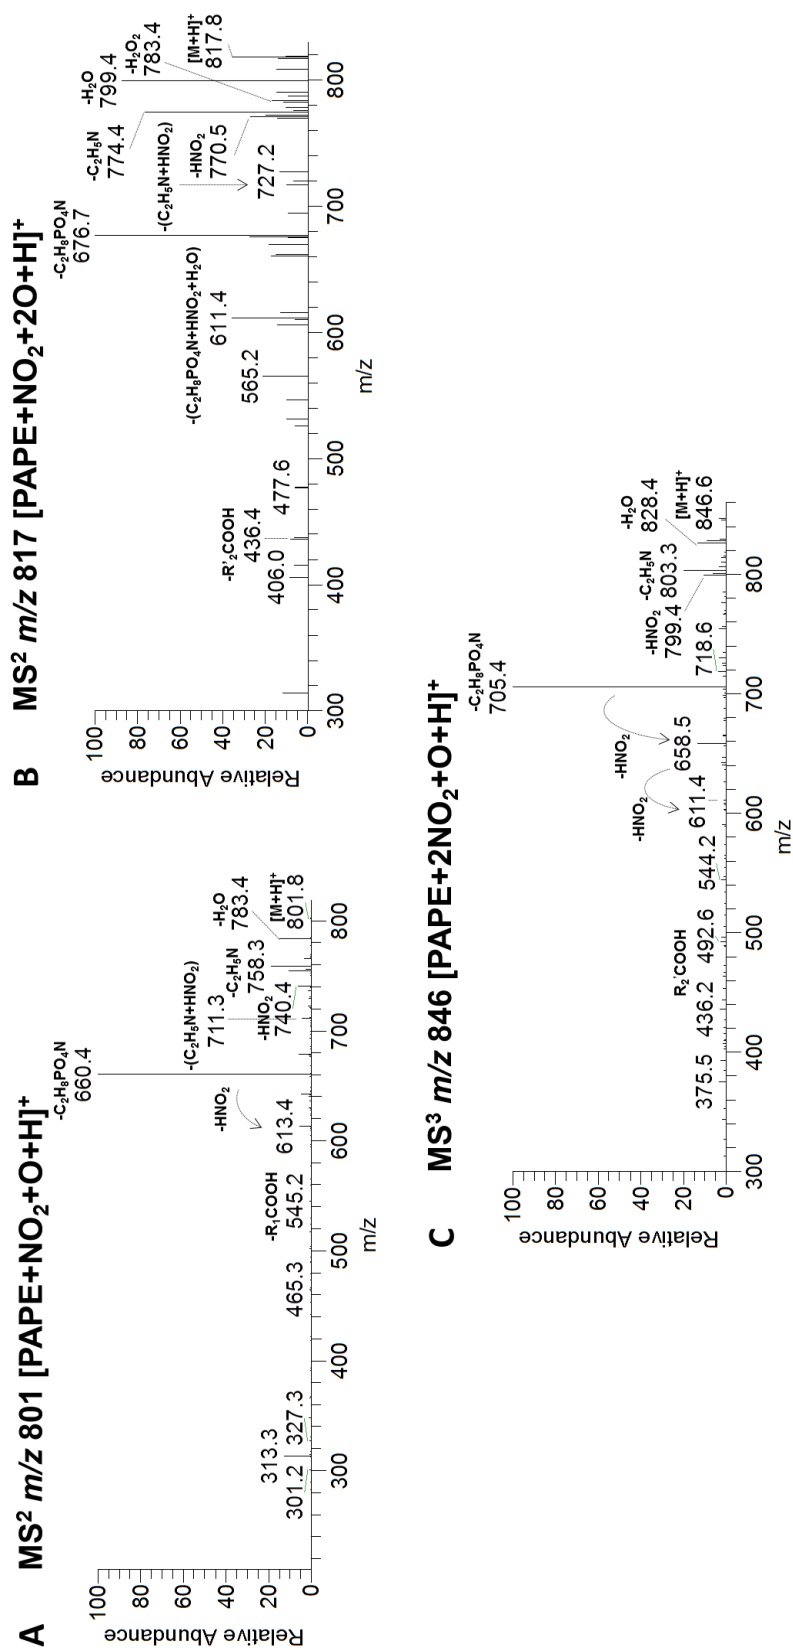 A MS² m/z 801 [PAPE+NO₂+O+H]⁺
-C₂H₈PO₄N
660.4
-(C₂H₅N+HNO₂)
711.3
-C₂H₅N
758.3
-H₂O
783.4
[M+H]⁺
801.8
-HNO₂
740.4
-HNO₂
613.4
-R₁COOH
545.2
465.3
327.3
313.3
301.2
Relative Abundance
100
80
60
40
20
0
300
400
500
600
700
800
m/z
B MS² m/z 817 [PAPE+NO₂+2O+H]⁺
-C₂H₈PO₄N
676.7
-C₂H₅N
774.4
-H₂O
799.4
-H₂O₂
783.4
[M+H]⁺
817.8
-(C₂H₅N+HNO₂)
-HNO₂
770.5
727.2
-(C₂H₈PO₄N+HNO₂+H₂O)
611.4
565.2
477.6
-R'₂COOH
436.4
406.0
Relative Abundance
100
80
60
40
20
0
300
400
500
600
700
800
m/z
C MS³ m/z 846 [PAPE+2NO₂+O+H]⁺
-C₂H₈PO₄N
705.4
-HNO₂
658.5
-HNO₂
611.4
-HNO₂
799.4
-C₂H₅N
803.3
-H₂O
828.4
[M+H]⁺
846.6
718.6
544.2
492.6
R₂'COOH
436.2
375.5
Relative Abundance
100
80
60
40
20
0
300
400
500
600
700
800
m/z